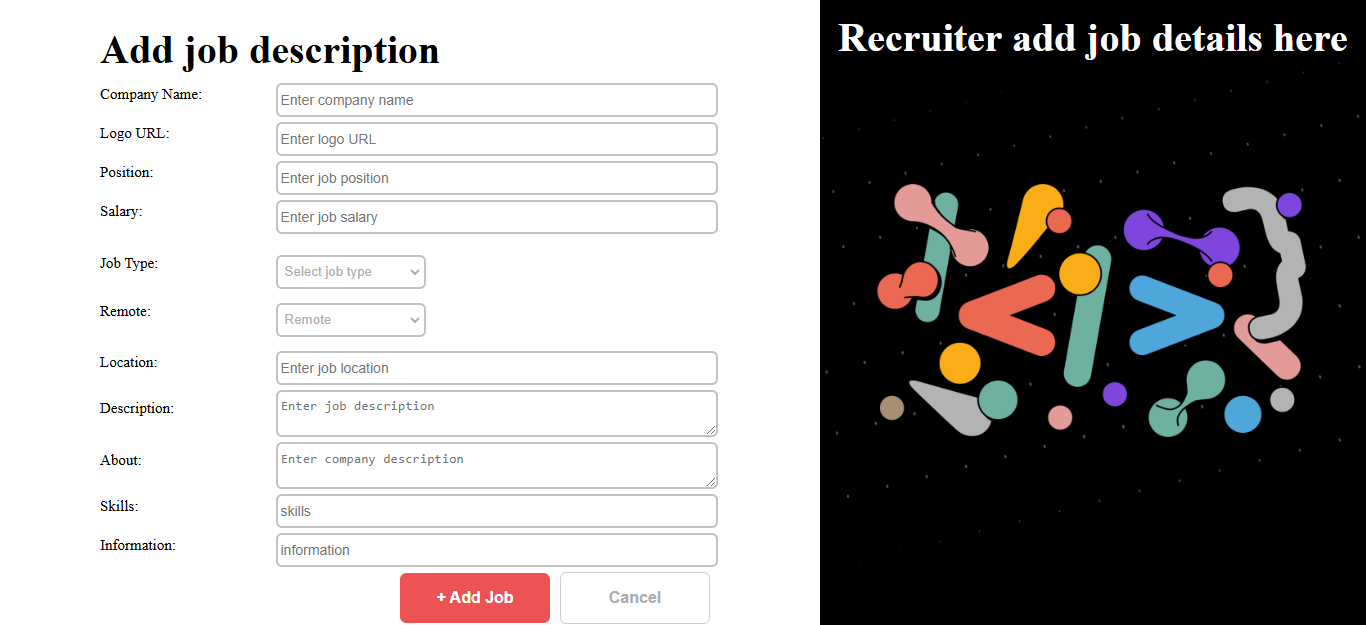 Add job description
Company Name:
Enter company name
Logo URL:
Enter logo URL
Position:
Enter job position
Salary:
Enter job salary
Job Type:
Select job type
Remote:
Remote
Location:
Enter job location
Description:
Enter job description
About:
Enter company description
Skills:
skills
Information:
information
+ Add Job
Cancel
Recruiter add job details here